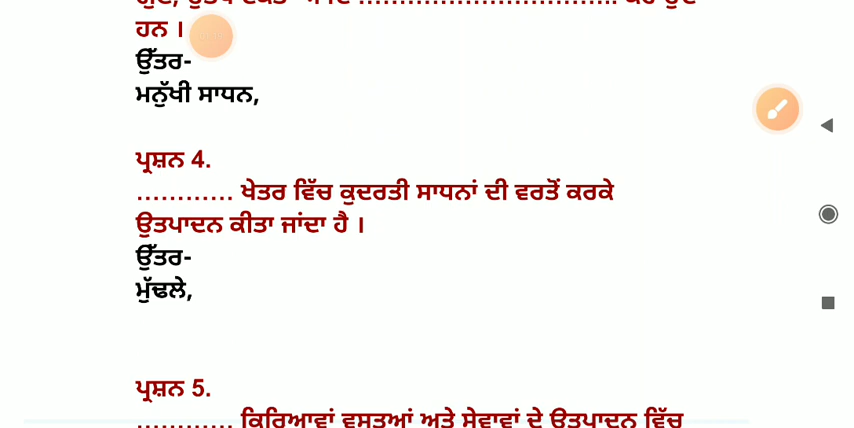 ਹਨ ।
ਉੱਤਰ-
ਮਨੁੱਖੀ ਸਾਧਨ,
ਪ੍ਰਸ਼ਨ 4.
………… ਖੇਤਰ ਵਿੱਚ ਕੁਦਰਤੀ ਸਾਧਨਾਂ ਦੀ ਵਰਤੋਂ ਕਰਕੇ
ਉਤਪਾਦਨ ਕੀਤਾ ਜਾਂਦਾ ਹੈ ।
ਉੱਤਰ-
ਮੁੱਢਲੇ,
ਪ੍ਰਸ਼ਨ 5.
………… ਕਿਰਿਆਵਾਂ ਵਸਤੂਆਂ ਅਤੇ ਸੇਵਾਵਾਂ ਦੇ ਉਤਪਾਦਨ ਵਿੱਚ